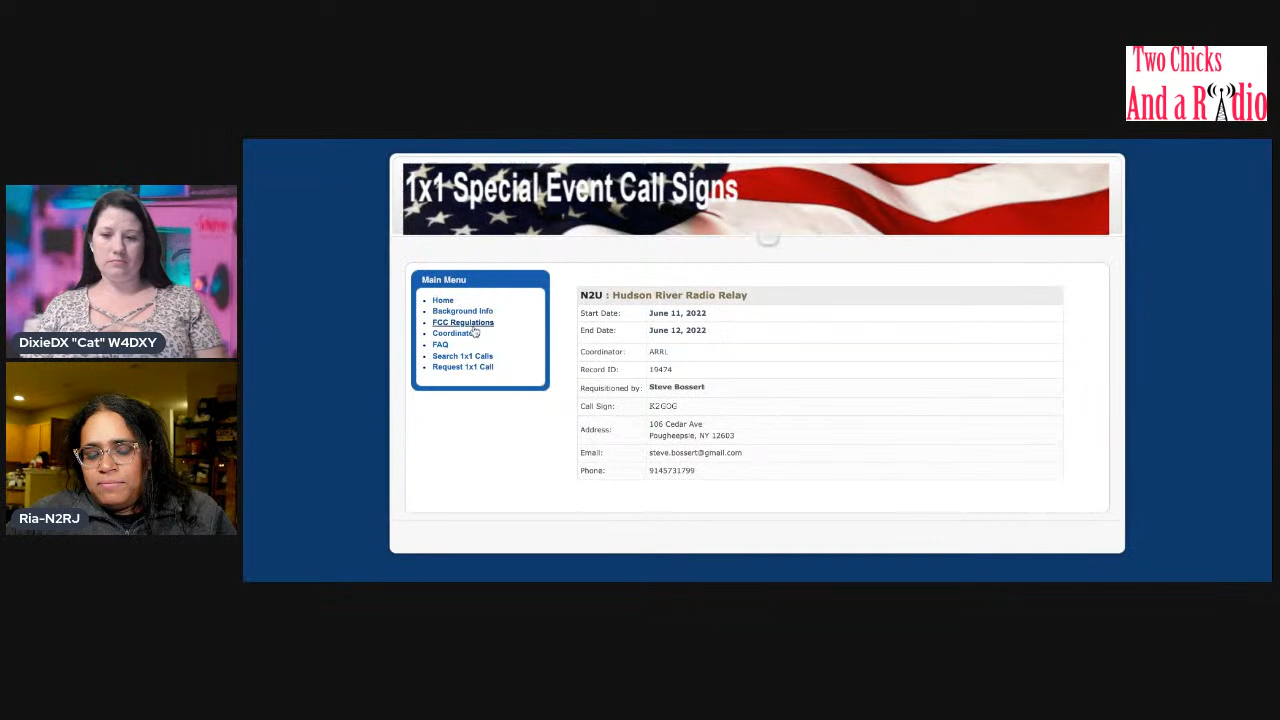 Two Chicks
And a Radio
1x1 Special Event Call Signs
Main Menu
Home
Background Info
FCC Regulations
Coordinate
FAQ
Search 1x1 Calls
Request 1x1 Call
N2U : Hudson River Radio Relay
Start Date: June 11, 2022
End Date: June 12, 2022
Coordinator: ARRL
Record ID: 19474
Requisitioned by: Steve Bossert
Call Sign: K2GOG
Address: 106 Cedar Ave
Pougheepsie, NY 12603
Email: steve.bossert@gmail.com
Phone: 9145731799
DixieDX "Cat" W4DXY
Ria-N2RJ